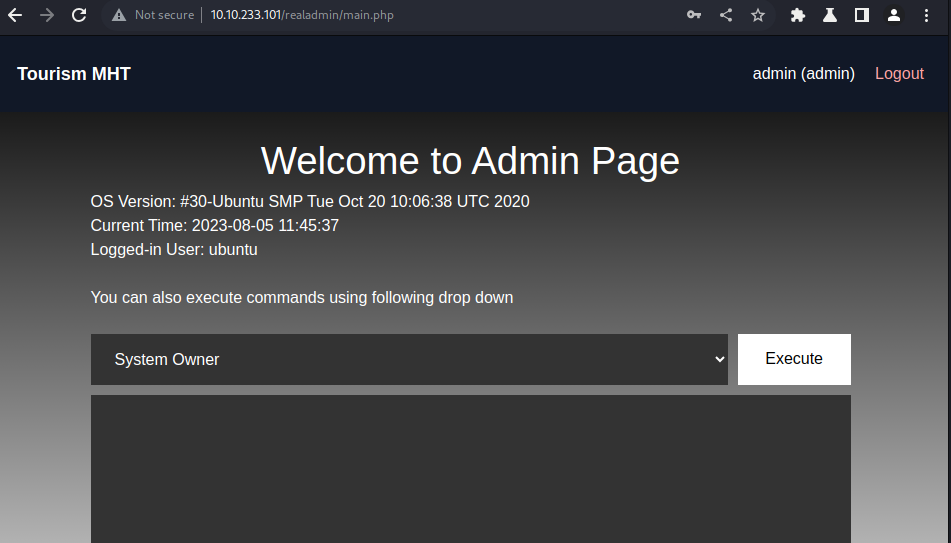 Not secure 10.10.233.101/realadmin/main.php
Tourism MHT admin (admin) Logout
Welcome to Admin Page
OS Version: #30-Ubuntu SMP Tue Oct 20 10:06:38 UTC 2020
Current Time: 2023-08-05 11:45:37
Logged-in User: ubuntu
You can also execute commands using following drop down
System Owner Execute